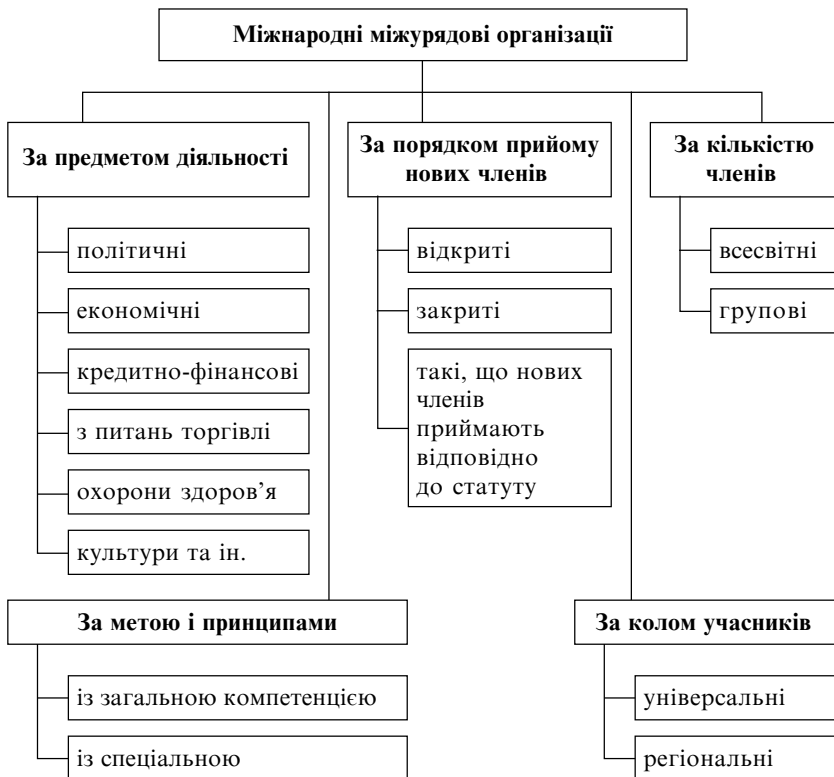 Міжнародні міжурядові організації
За предметом діяльності
політичні
економічні
кредитно-фінансові
з питань торгівлі
охорони здоров’я
культури та ін.
За порядком прийому
нових членів
відкриті
закриті
такі, що нових
членів
приймають
відповідно
до статуту
За кількістю
членів
всесвітні
групові
За метою і принципами
із загальною компетенцією
із спеціальною
За колом учасників
універсальні
регіональні